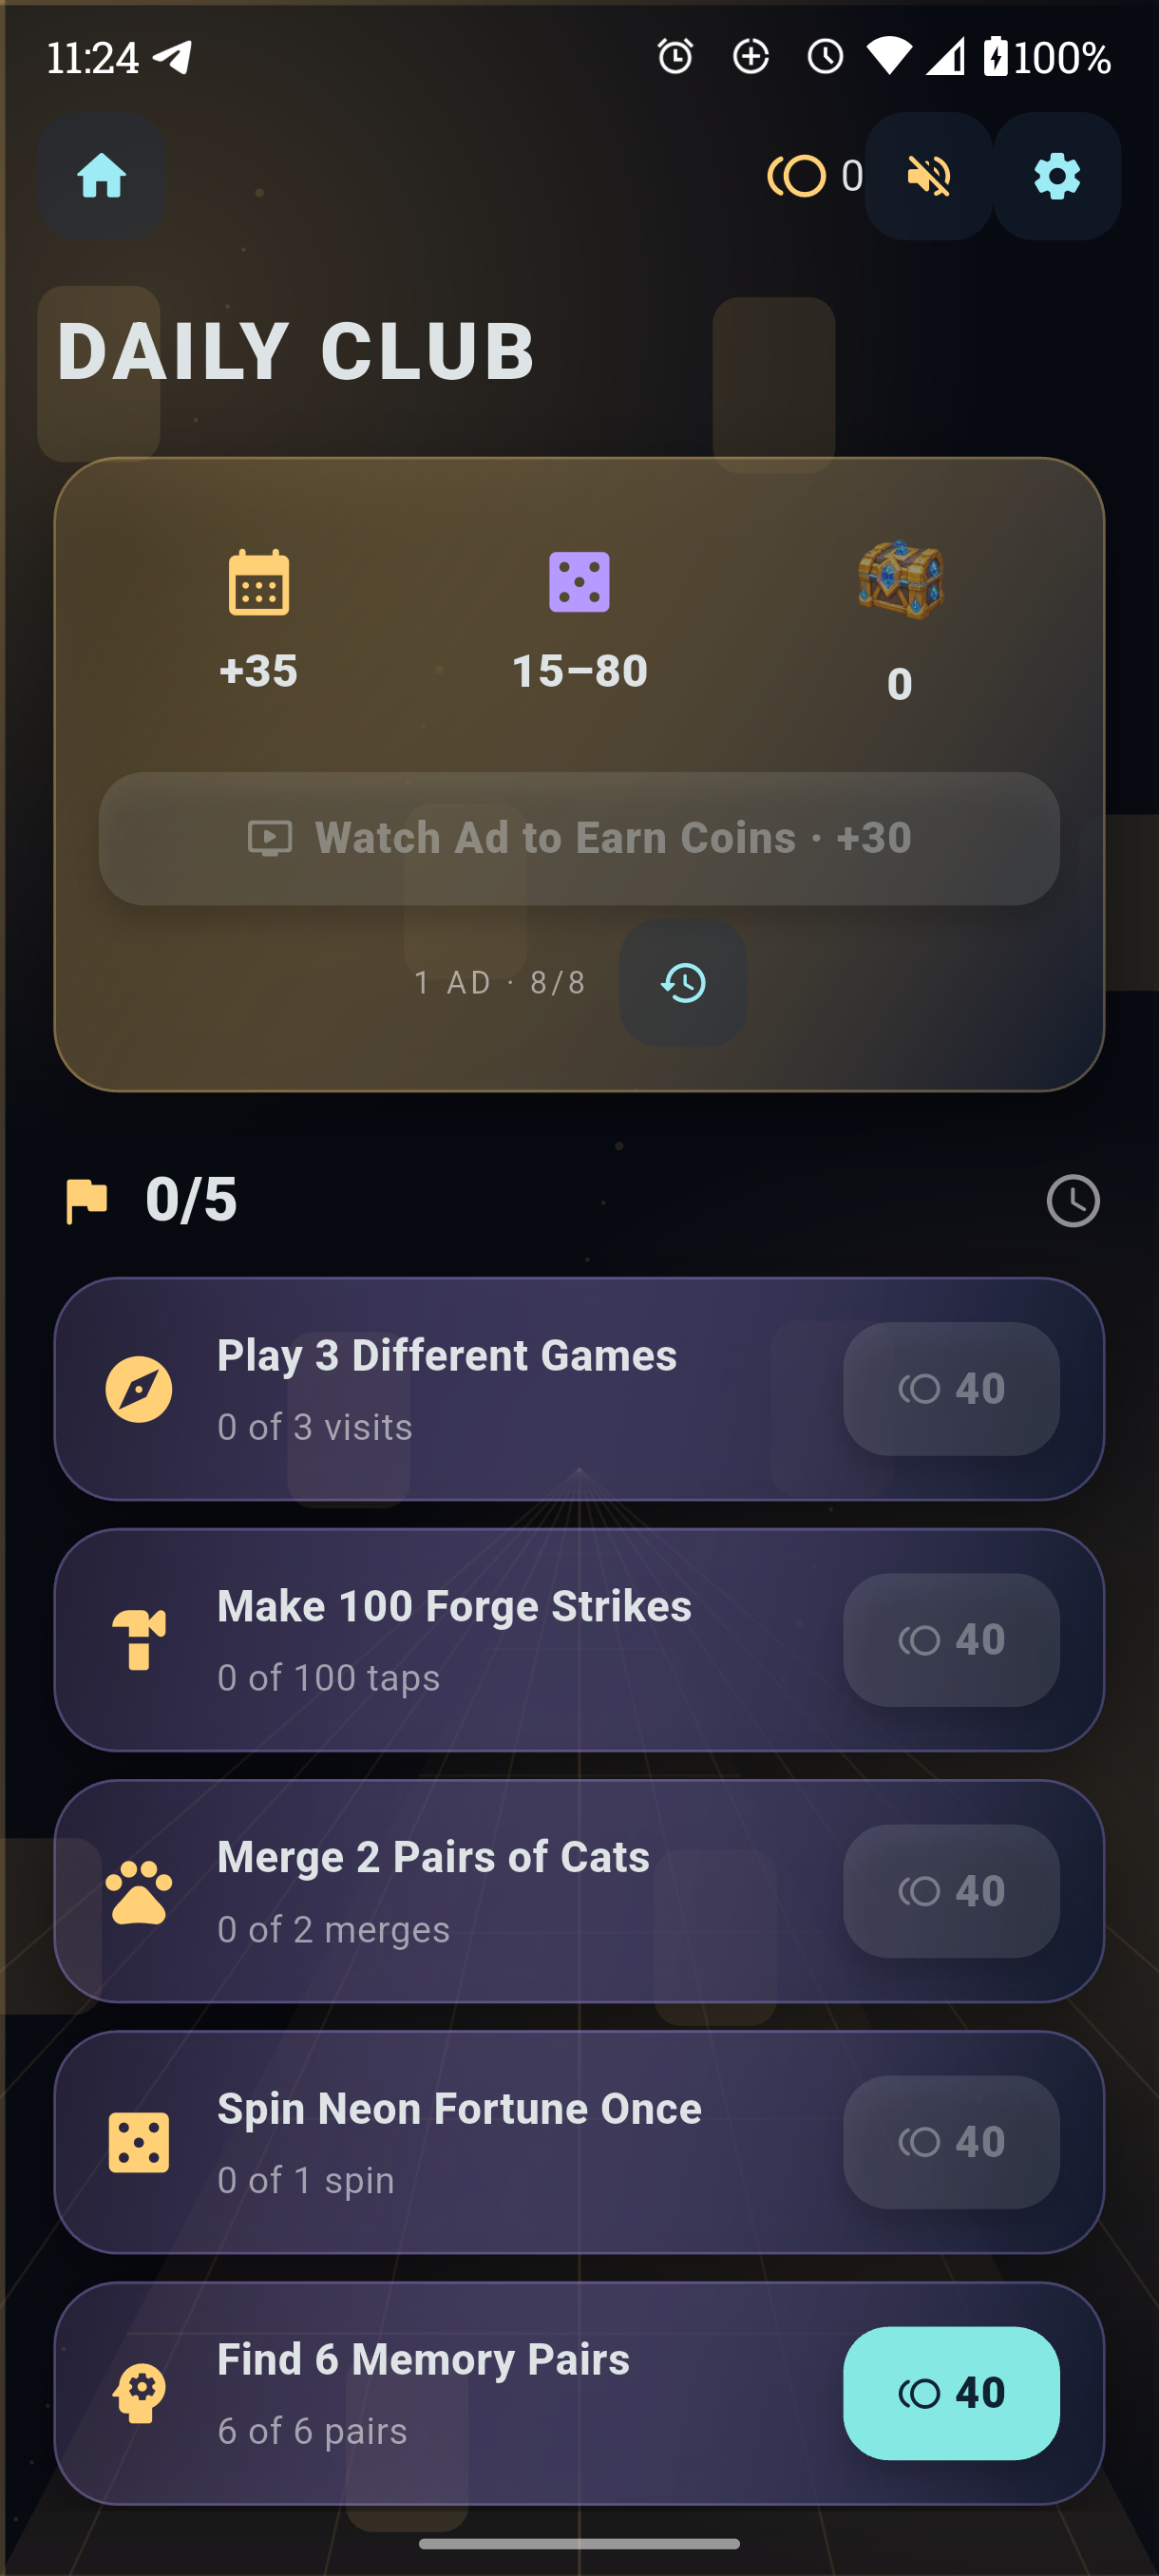 11:24
100%
0
DAILY CLUB
+35
15–80
0
Watch Ad to Earn Coins · +30
1 AD · 8/8
0/5
Play 3 Different Games
0 of 3 visits
40
Make 100 Forge Strikes
0 of 100 taps
40
Merge 2 Pairs of Cats
0 of 2 merges
40
Spin Neon Fortune Once
0 of 1 spin
40
Find 6 Memory Pairs
6 of 6 pairs
40